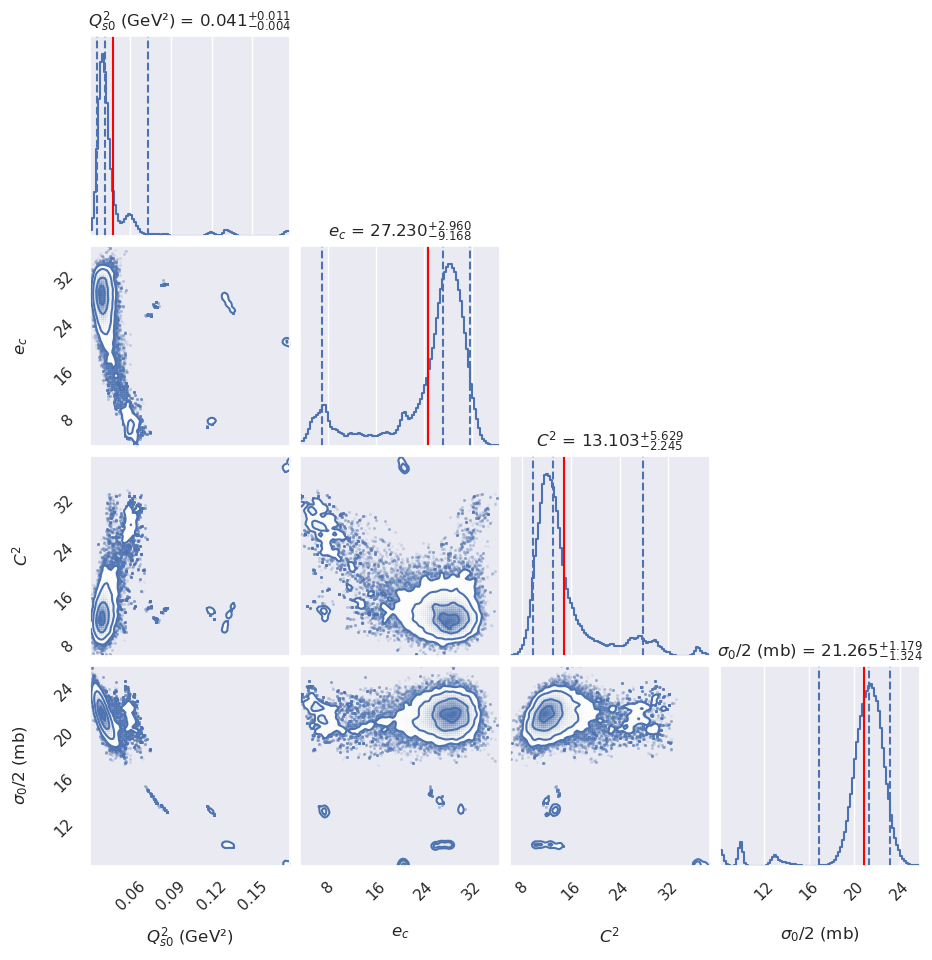 Q²ₛ₀ (GeV²) = 0.041⁺⁰·⁰¹¹₋₀.₀₀₄
e_c = 27.230⁺²·⁹⁶⁰₋₉.₁₆₈
32
24
16
8
e_c
C² = 13.103⁺⁵·⁶²⁹₋₂.₂₄₅
32
24
16
8
C²
σ₀/2 (mb) = 21.265⁺¹·¹⁷⁹₋₁.₃₂₄
24
20
16
12
σ₀/2 (mb)
0.06 0.09 0.12 0.15
Q²ₛ₀ (GeV²)
8 16 24 32
e_c
8 16 24 32
C²
12 16 20 24
σ₀/2 (mb)